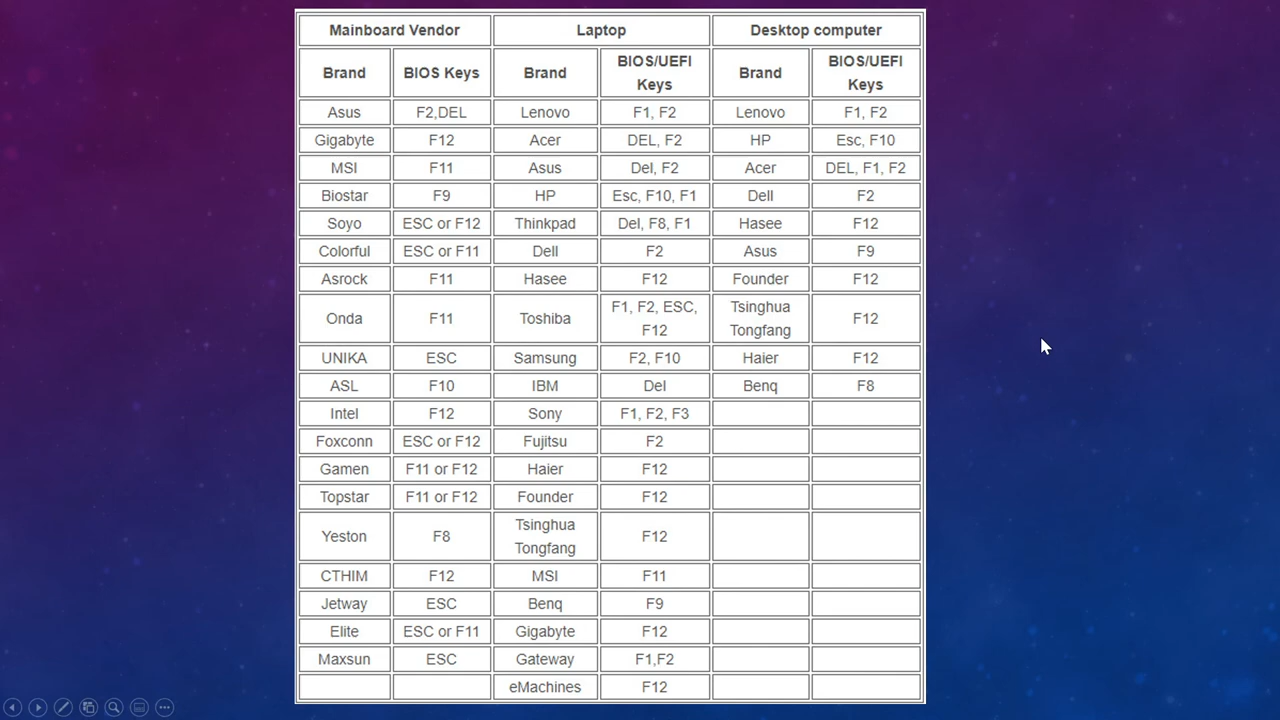 Mainboard Vendor Laptop Desktop computer
Brand BIOS Keys Brand BIOS/UEFI Keys Brand BIOS/UEFI Keys
Asus F2,DEL Lenovo F1, F2 Lenovo F1, F2
Gigabyte F12 Acer DEL, F2 HP Esc, F10
MSI F11 Asus Del, F2 Acer DEL, F1, F2
Biostar F9 HP Esc, F10, F1 Dell F2
Soyo ESC or F12 Thinkpad Del, F8, F1 Hasee F12
Colorful ESC or F11 Dell F2 Asus F9
Asrock F11 Hasee F12 Founder F12
Onda F11 Toshiba F1, F2, ESC, F12 Tsinghua Tongfang F12
UNIKA ESC Samsung F2, F10 Haier F12
ASL F10 IBM Del Benq F8
Intel F12 Sony F1, F2, F3
Foxconn ESC or F12 Fujitsu F2
Gamen F11 or F12 Haier F12
Topstar F11 or F12 Founder F12
Yeston F8 Tsinghua Tongfang F12
CTHIM F12 MSI F11
Jetway ESC Benq F9
Elite ESC or F11 Gigabyte F12
Maxsun ESC Gateway F1,F2
eMachines F12